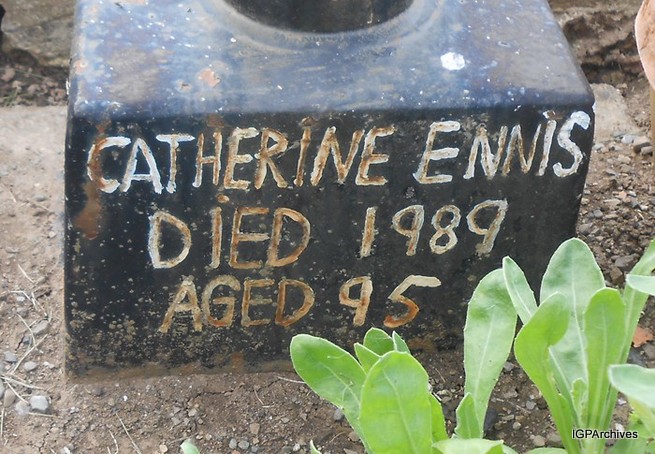 CATHERiNE ENNiS
DiED 1989
AGED 95
IGPArchives